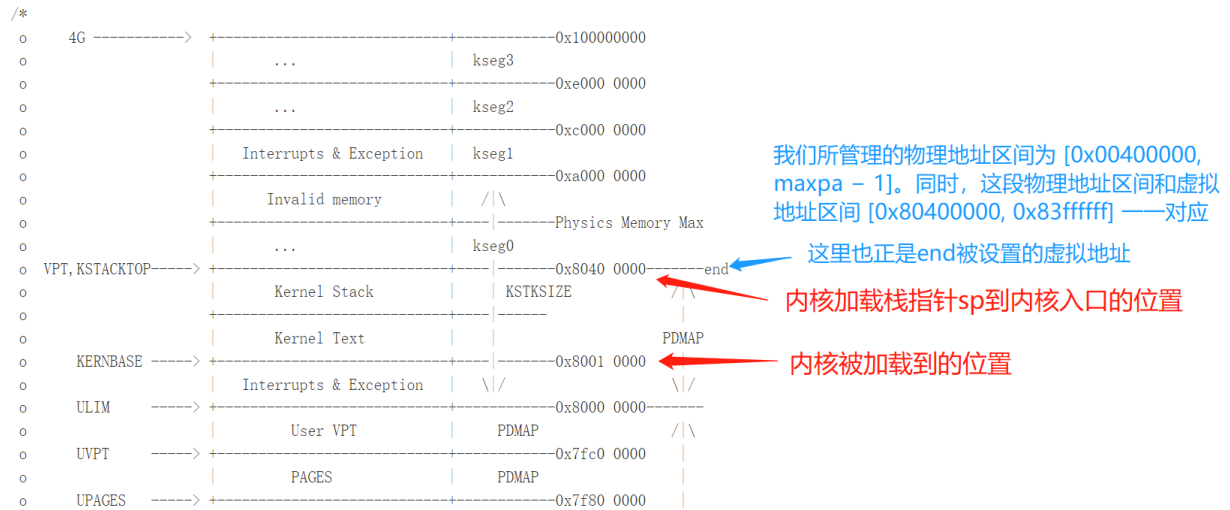 /*
o 4G -----------> +----------------------------+------------0x100000000
o | ... | kseg3
o +----------------------------+------------0xe000 0000
o | ... | kseg2
o +----------------------------+------------0xc000 0000
o | Interrupts & Exception | kseg1
o +----------------------------+------------0xa000 0000
o | Invalid memory | /|\
o +----------------------------+----|-------Physics Memory Max
o | ... | kseg0
o VPT,KSTACKTOP-----> +----------------------------+----|-------0x8040 0000-------end
o | Kernel Stack | | KSTKSIZE /|\
o +----------------------------+----|------ |
o | Kernel Text | | PDMAP
o KERNBASE -----> +----------------------------+----|-------0x8001 0000 |
o | Interrupts & Exception | \|/ \|/
o ULIM -----> +----------------------------+------------0x8000 0000-------
o | User VPT | PDMAP /|\
o UVPT -----> +----------------------------+------------0x7fc0 0000 |
o | PAGES | PDMAP |
o UPAGES -----> +----------------------------+------------0x7f80 0000 |
我们所管理的物理地址区间为 [0x00400000,
maxpa − 1]。同时，这段物理地址区间和虚拟
地址区间 [0x80400000, 0x83ffffff] 一一对应
这里也正是end被设置的虚拟地址
内核加载栈指针sp到内核入口的位置
内核被加载到的位置